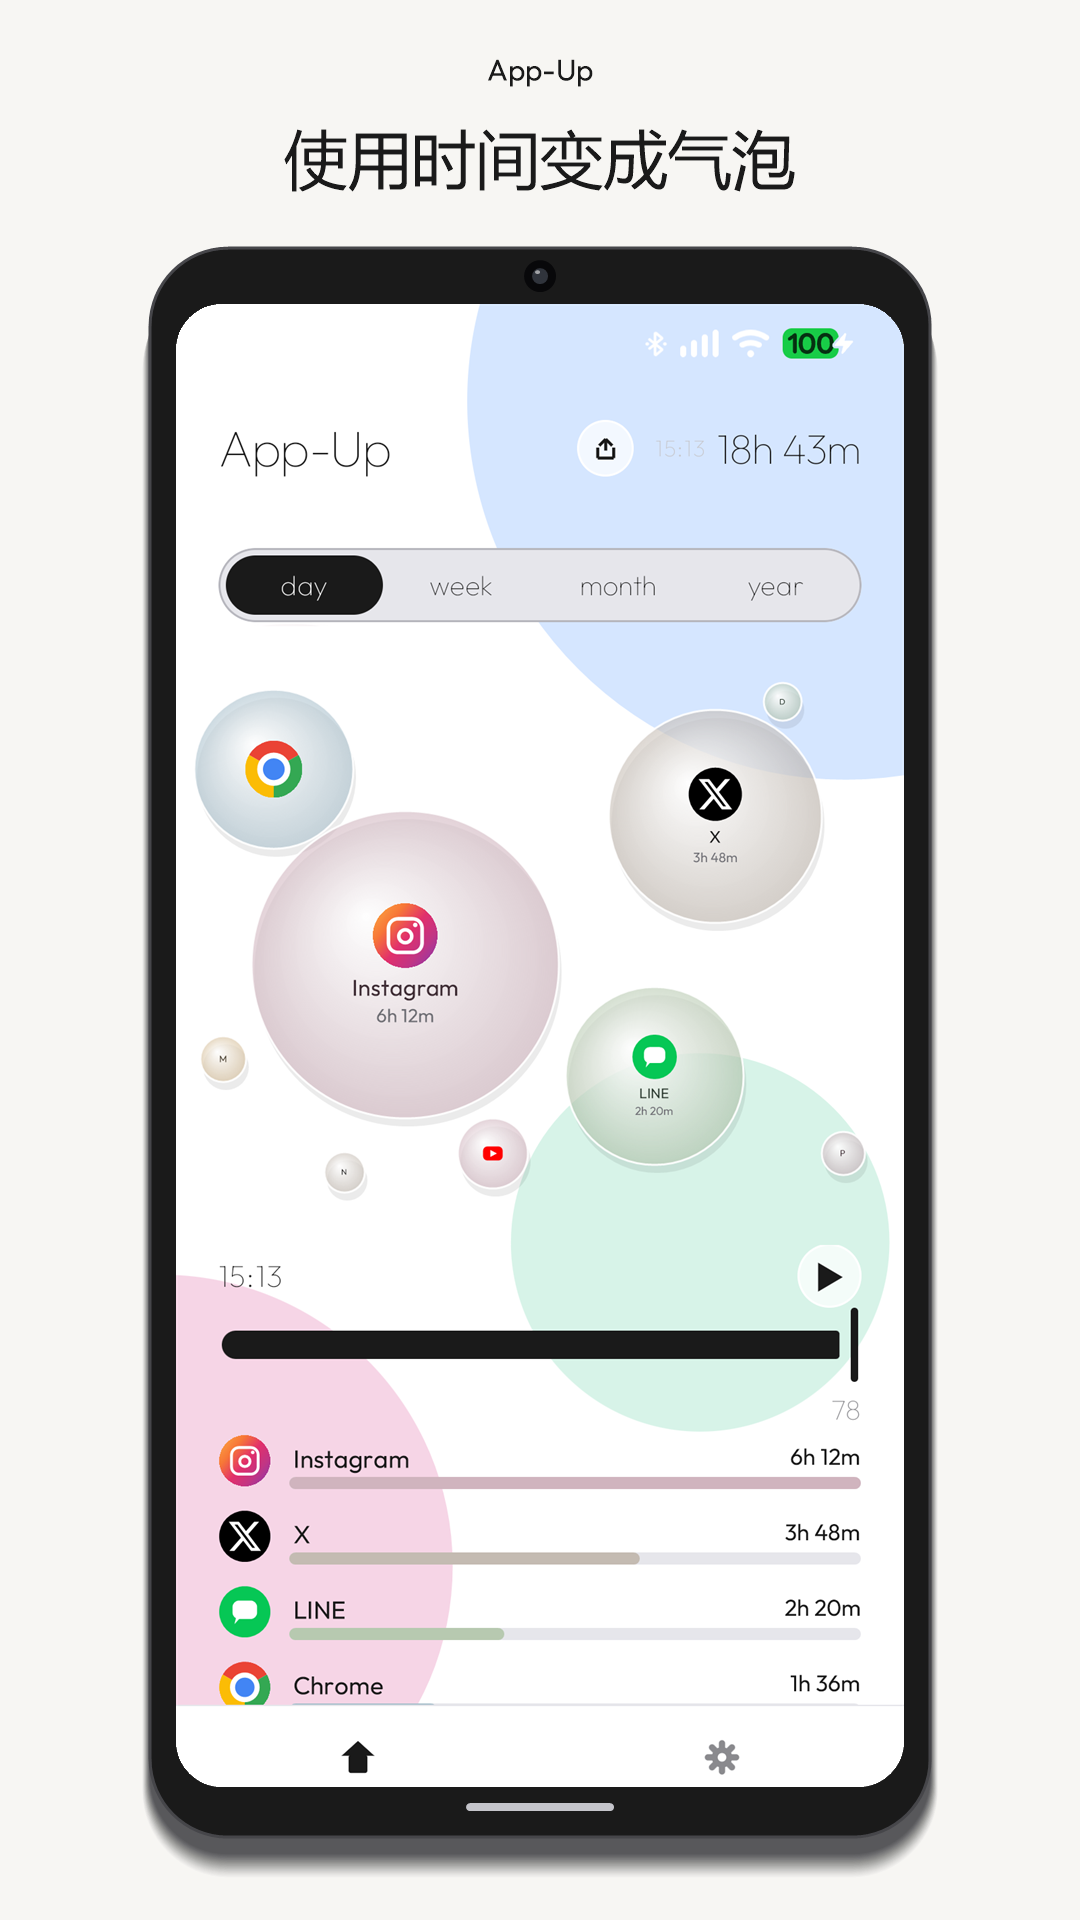 App-Up
使用时间变成气泡
100
App-Up
15:13 18h 43m
day week month year
D
X
3h 48m
Instagram
6h 12m
M
LINE
2h 20m
N
P
15:13
78
Instagram 6h 12m
X 3h 48m
LINE 2h 20m
Chrome 1h 36m